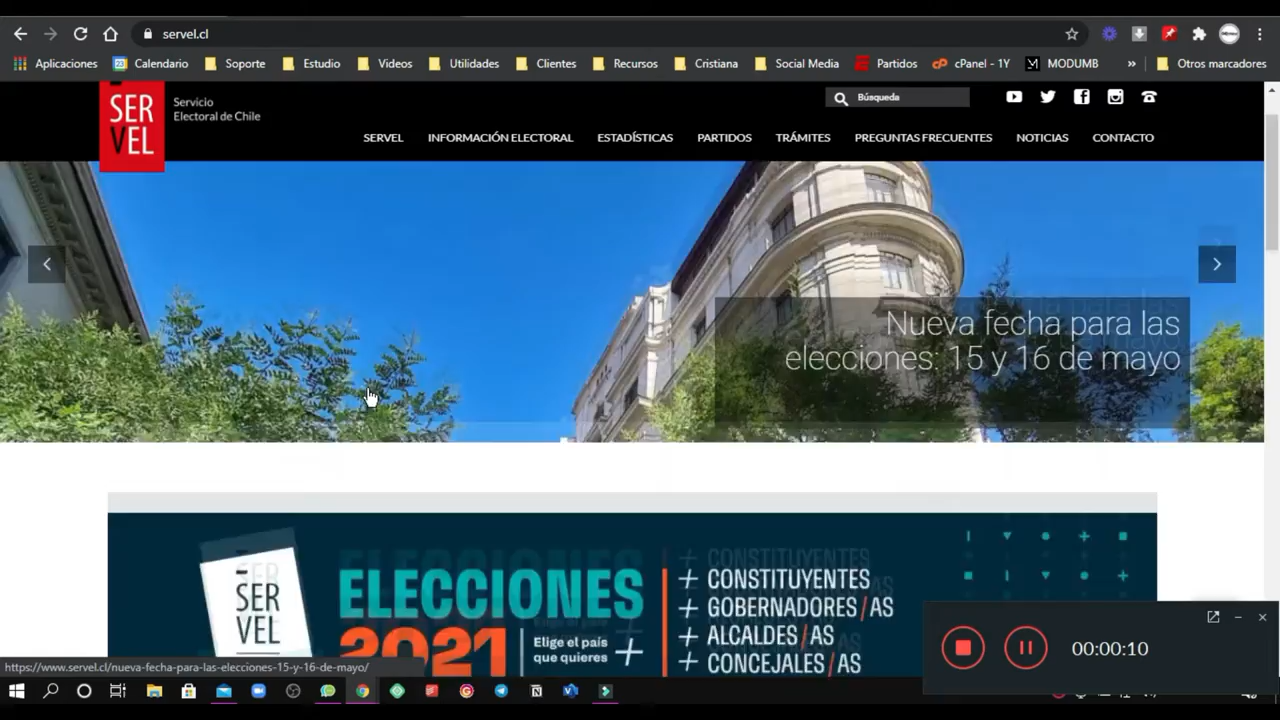 servel.cl
Aplicaciones
Calendario
Soporte
Estudio
Videos
Utilidades
Clientes
Recursos
Cristiana
Social Media
Partidos
cPanel - 1Y
MODUMB
»
Otros marcadores
SER
VEL
Servicio
Electoral de Chile
Búsqueda
SERVEL
INFORMACIÓN ELECTORAL
ESTADÍSTICAS
PARTIDOS
TRÁMITES
PREGUNTAS FRECUENTES
NOTICIAS
CONTACTO
Nueva fecha para las
elecciones: 15 y 16 de mayo
SER
VEL
ELECCIONES
2021
Elige el país
que quieres
+ CONSTITUYENTES
+ GOBERNADORES/AS
+ ALCALDES/AS
+ CONCEJALES/AS
00:00:10
https://www.servel.cl/nueva-fecha-para-las-elecciones-15-y-16-de-mayo/